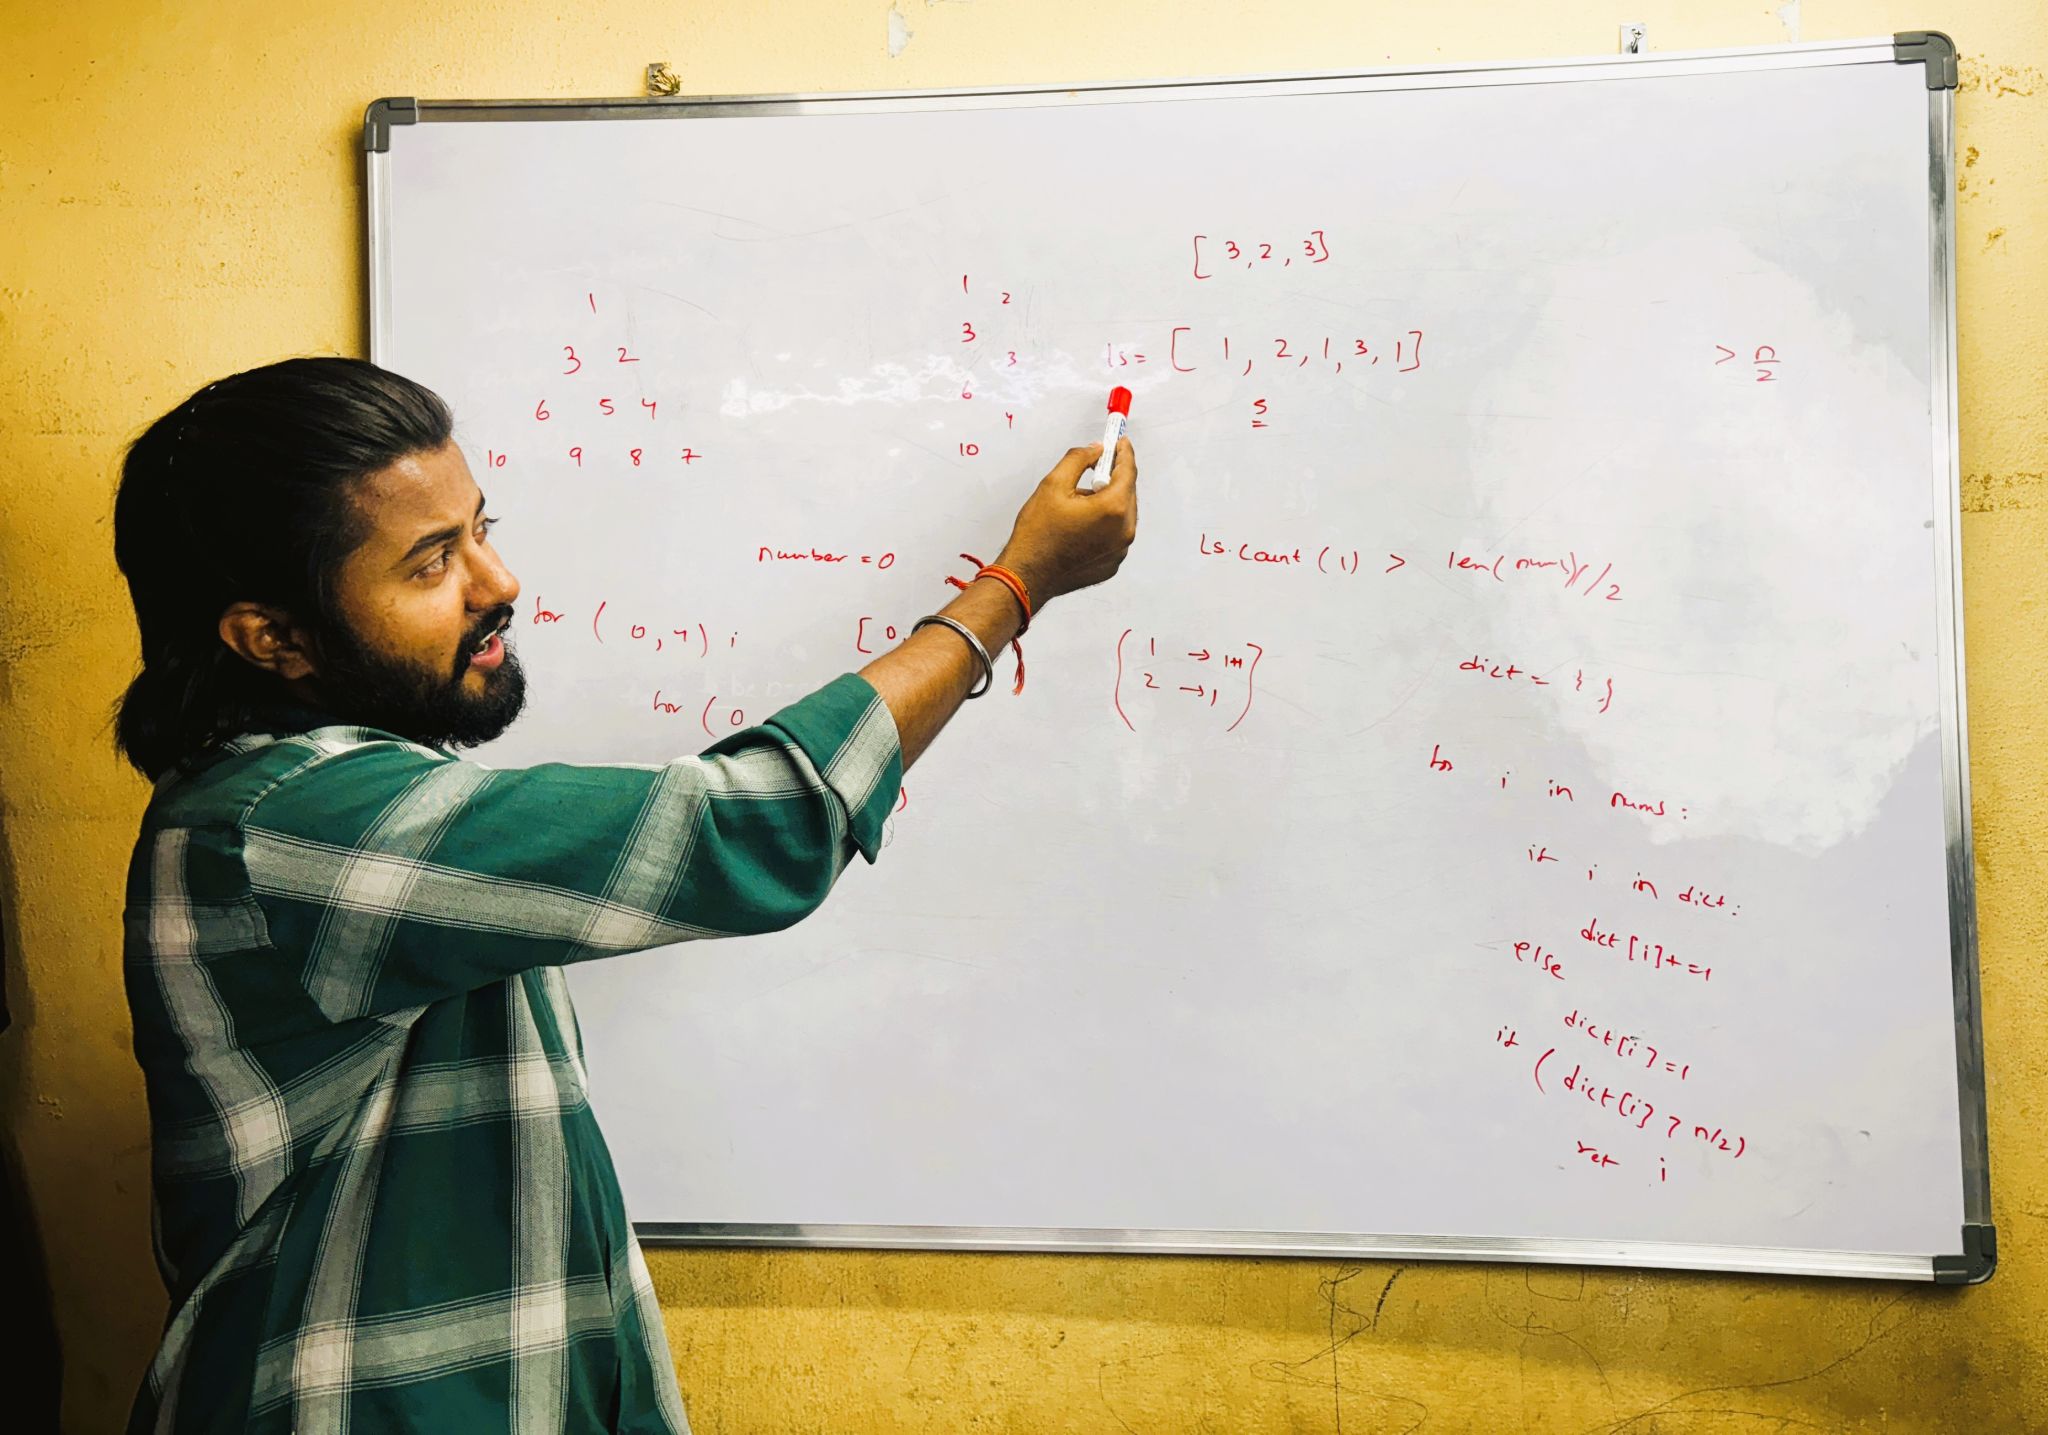 1
3 2
6 5 4
10 9 8 7
1 2
3
3
6
4
10
[ 3, 2, 3]
ls = [ 1, 2, 1, 3, 1]
5
> n/2
number = 0
for ( 0, 4) i
[ 0,
for ( 0
Ls.count (1) > len(nums)//2
1 →
2 → 1
dict = { }
for i in nums:
if i in dict:
dict [i] + = 1
else
dict[i] = 1
if ( dict[i] > n/2)
ret i